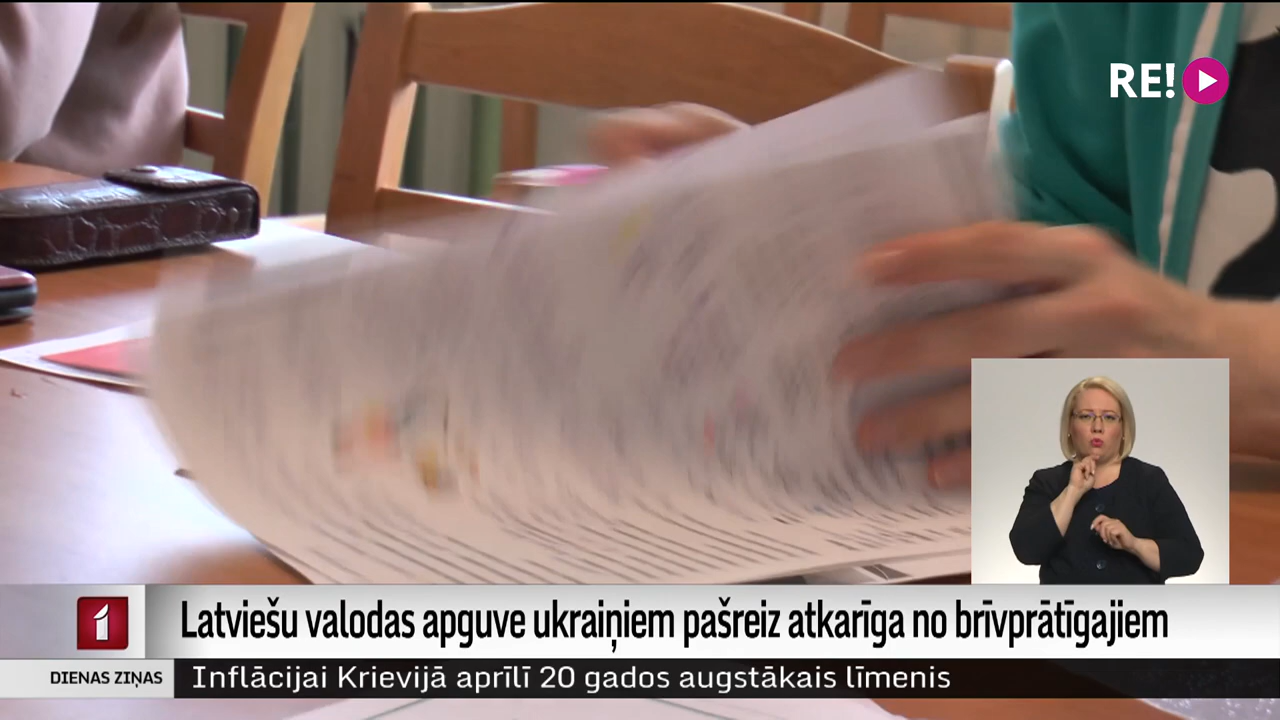 RE!
1
Latviešu valodas apguve ukraiņiem pašreiz atkarīga no brīvprātīgajiem
DIENAS ZIŅAS
Inflācijai Krievijā aprīlī 20 gados augstākais līmenis